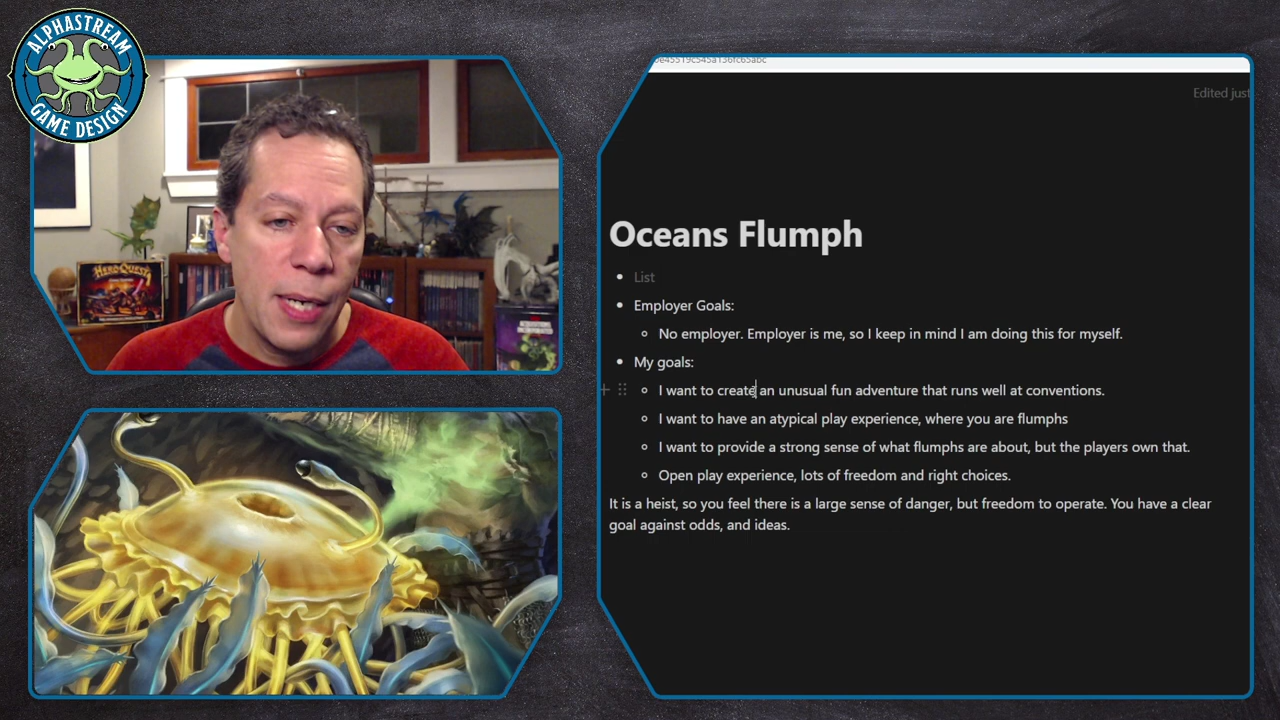 ALPHASTREAM
GAME DESIGN
HEROQUEST
Edited just
Oceans Flumph
List
Employer Goals:
No employer. Employer is me, so I keep in mind I am doing this for myself.
My goals:
I want to create an unusual fun adventure that runs well at conventions.
I want to have an atypical play experience, where you are flumphs
I want to provide a strong sense of what flumphs are about, but the players own that.
Open play experience, lots of freedom and right choices.
It is a heist, so you feel there is a large sense of danger, but freedom to operate. You have a clear
goal against odds, and ideas.